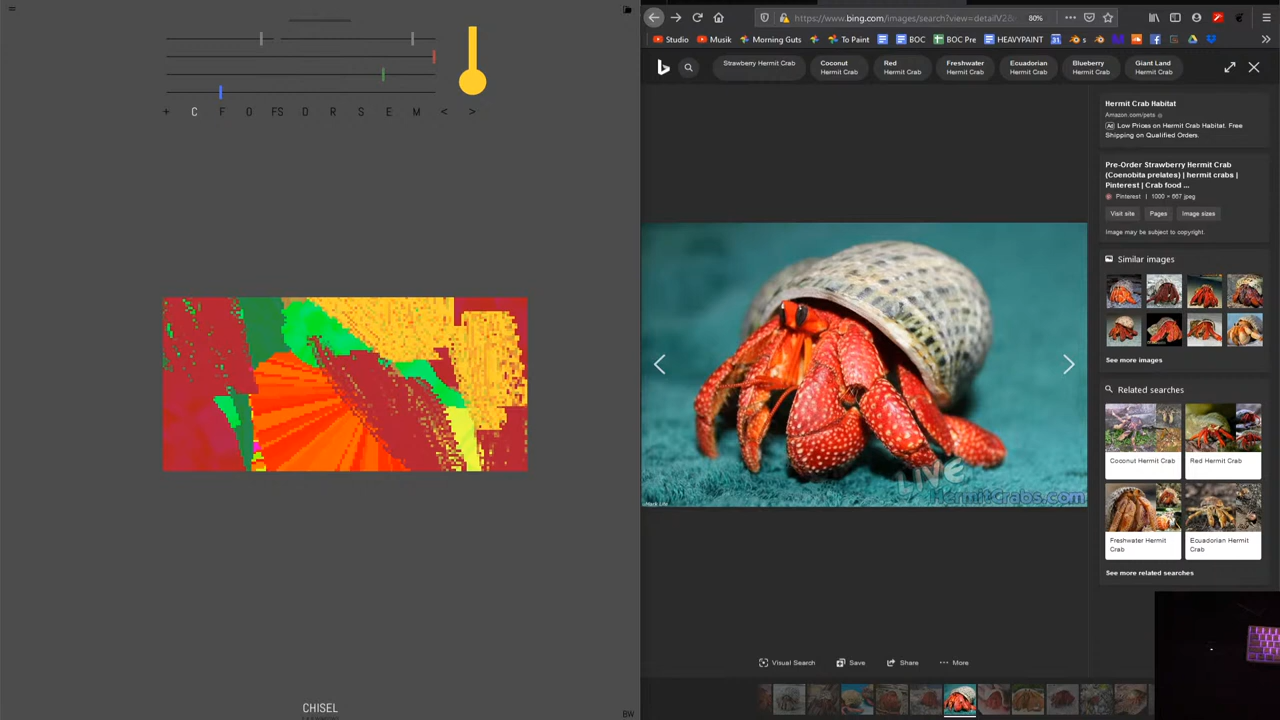 + C F O FS D R S E M < >
CHISEL
BW
https://www.bing.com/images/search?view=detailV2&
80%
Studio
Musik
Morning Guts
To Paint
BOC
BOC Pre
HEAVYPAINT
s
s
Strawberry Hermit Crab
Coconut
Hermit Crab
Red
Hermit Crab
Freshwater
Hermit Crab
Ecuadorian
Hermit Crab
Blueberry
Hermit Crab
Giant Land
Hermit Crab
LIVE
HermitCrabs.com
Hermit Crab Habitat
Amazon.com/pets
Ad Low Prices on Hermit Crab Habitat. Free
Shipping on Qualified Orders.
Pre-Order Strawberry Hermit Crab
(Coenobita prelates) | hermit crabs |
Pinterest | Crab food ...
Pinterest | 1000 × 667 jpeg
Visit site
Pages
Image sizes
Image may be subject to copyright.
Similar images
See more images
Related searches
Coconut Hermit Crab
Red Hermit Crab
Freshwater Hermit
Crab
Ecuadorian Hermit
Crab
See more related searches
Visual Search
Save
Share
More